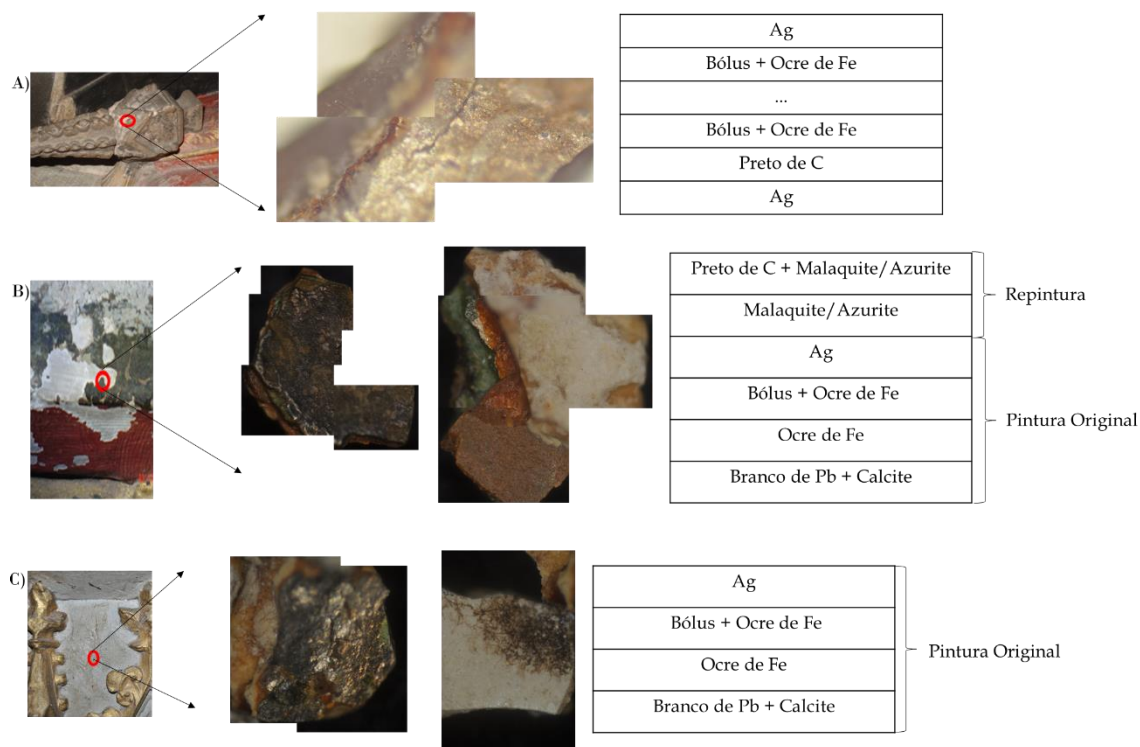 A)
Ag
Bólus + Ocre de Fe
...
Bólus + Ocre de Fe
Preto de C
Ag
B)
Preto de C + Malaquite/Azurite
Malaquite/Azurite
Repintura
Ag
Bólus + Ocre de Fe
Ocre de Fe
Branco de Pb + Calcite
Pintura Original
C)
Ag
Bólus + Ocre de Fe
Ocre de Fe
Branco de Pb + Calcite
Pintura Original